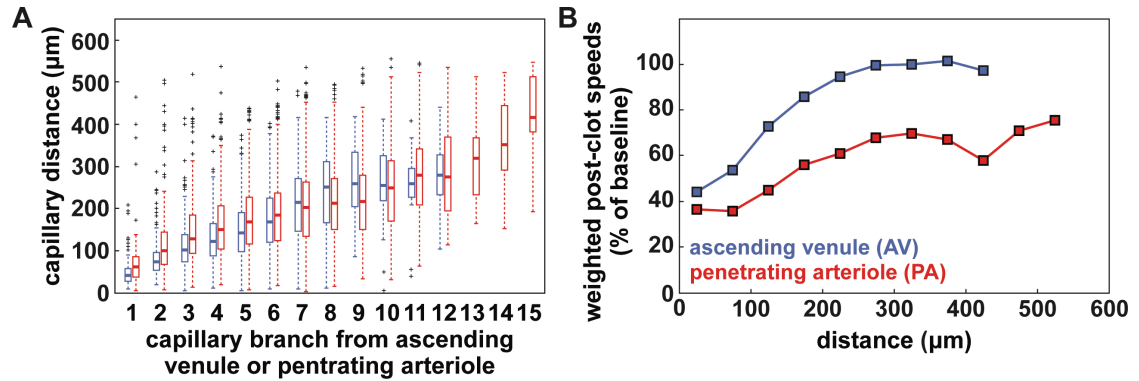 A
capillary distance (µm)
600
500
400
300
200
100
0
1 2 3 4 5 6 7 8 9 10 11 12 13 14 15
capillary branch from ascending
venule or pentrating arteriole
B
weighted post-clot speeds
(% of baseline)
100
80
60
40
20
0
ascending venule (AV)
penetrating arteriole (PA)
0 100 200 300 400 500 600
distance (µm)